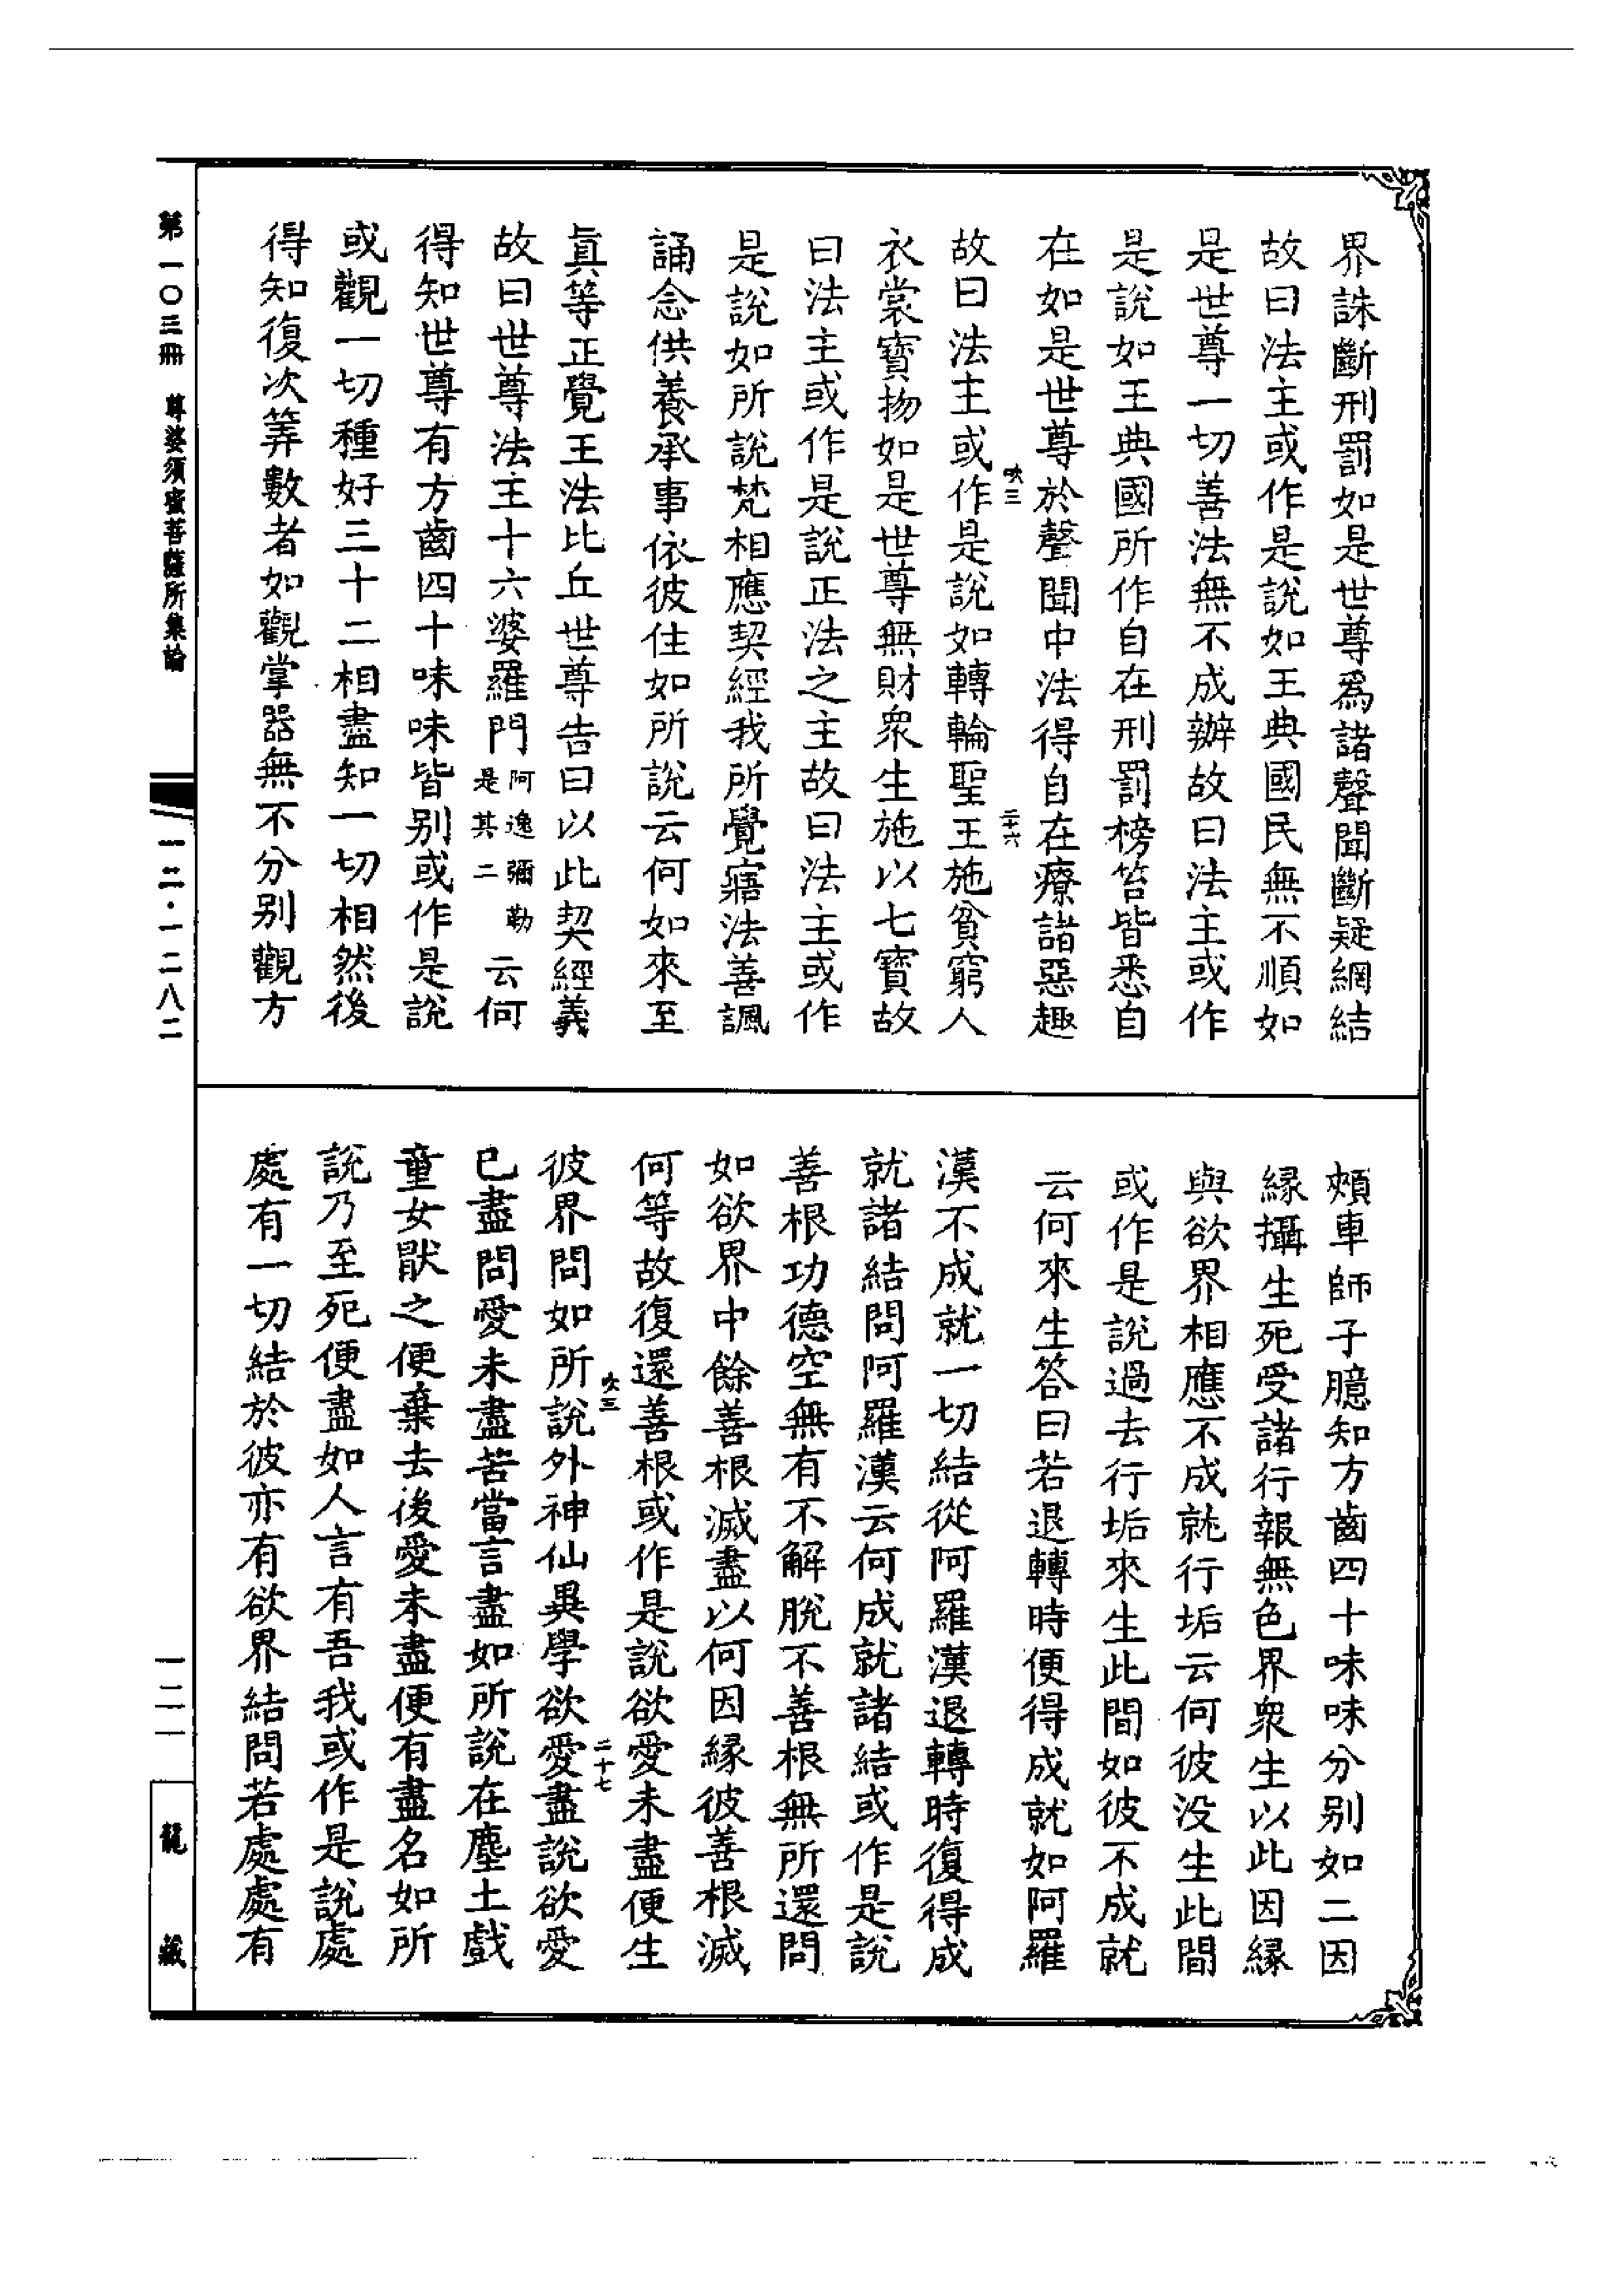 界誅斷刑罰如是世尊爲諸聲聞斷疑網結
故曰法主或作是說如王典國民無不順如
是世尊一切善法無不成辦故曰法主或作
是說如王典國所作自在刑罰榜笞皆悉自
在如是世尊於聲聞中法得自在療諸惡趣
吹三
二十六
故曰法主或作是說如轉輪聖王施貧窮人
衣裳寶物如是世尊無財衆生施以七寶故
曰法主或作是說正法之主故曰法主或作
是說如所說梵相應契經我所覺寤法善諷
誦念供養承事依彼住如所說云何如來至
真等正覺王法比丘世尊告曰以此契經義
故曰世尊法主十六婆羅門阿逸彌勒是其二云何
得知世尊有方齒四十味味皆別或作是說
或觀一切種好三十二相盡知一切相然後
得知復次筭數者如觀掌器無不分別觀方
頰車師子臆知方齒四十味味分別如二因
緣攝生死受諸行報無色界衆生以此因緣
與欲界相應不成就行垢云何彼沒生此間
或作是說過去行垢來生此間如彼不成就
云何來生答曰若退轉時便得成就如阿羅
漢不成就一切結從阿羅漢退轉時復得成
就諸結問阿羅漢云何成就諸結或作是說
善根功德空無有不解脫不善根無所還問
如欲界中餘善根滅盡以何因緣彼善根滅
何等故復還善根或作是說欲愛未盡便生
吹三
二十七
彼界問如所說外神仙異學欲愛盡說欲愛
已盡問愛未盡苦當言盡如所說在塵土戲
童女猒之便棄去後愛未盡便有盡名如所
說乃至死便盡如人言有吾我或作是說處
處有一切結於彼亦有欲界結問若處處有
第一〇三冊 尊婆須蜜菩薩所集論
一二·一二八二
一二一
龍藏